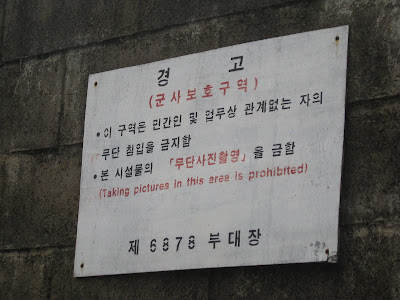 경 고
(군사보호구역)
• 이 구역은 민간인 및 업무상 관계없는 자의
무단 침입을 금지함
• 본 시설물의 「무단사진촬영」을 금함
(Taking pictures in this area is prohibited)
제 6878 부대장